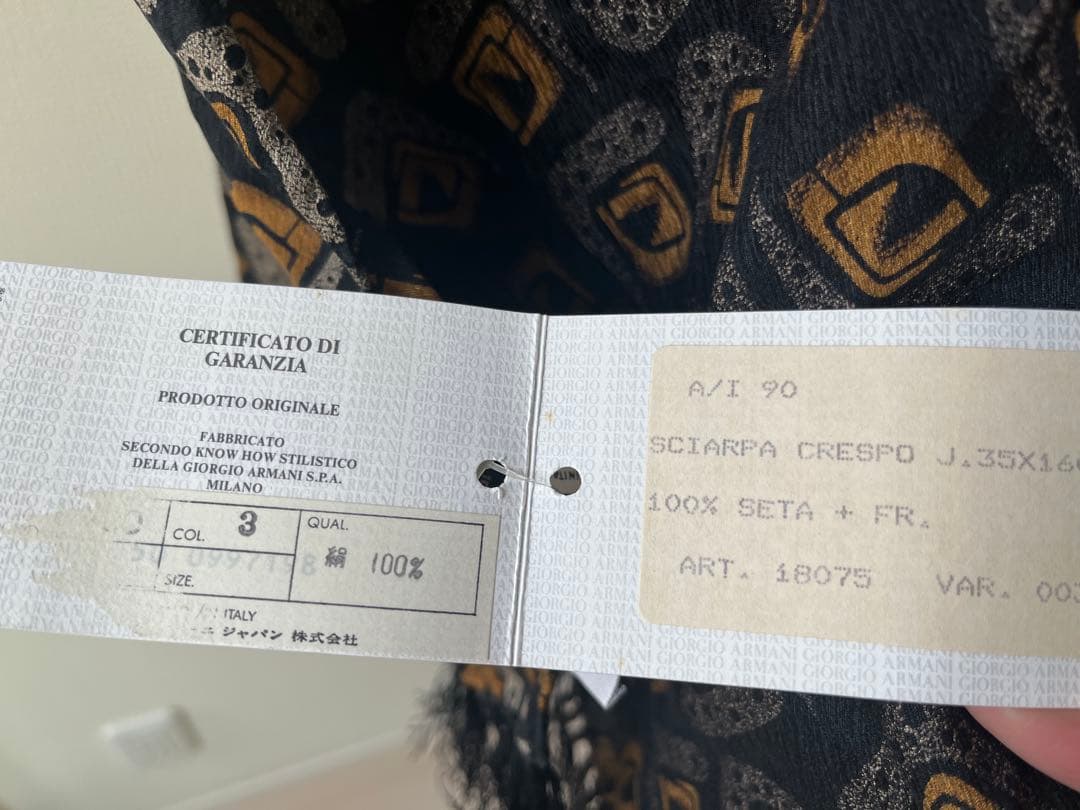 CERTIFICATO DI
GARANZIA
PRODOTTO ORIGINALE
FABBRICATO
SECONDO KNOW HOW STILISTICO
DELLA GIORGIO ARMANI S.P.A.
MILANO
COL. 3
QUAL.
絹 100%
SIZE.
ITALY
ジャパン 株式会社
A/I 90
SCIARPA CRESPO J.35X16
100% SETA + FR.
ART. 18075 VAR. 00
GIORGIO ARMANI